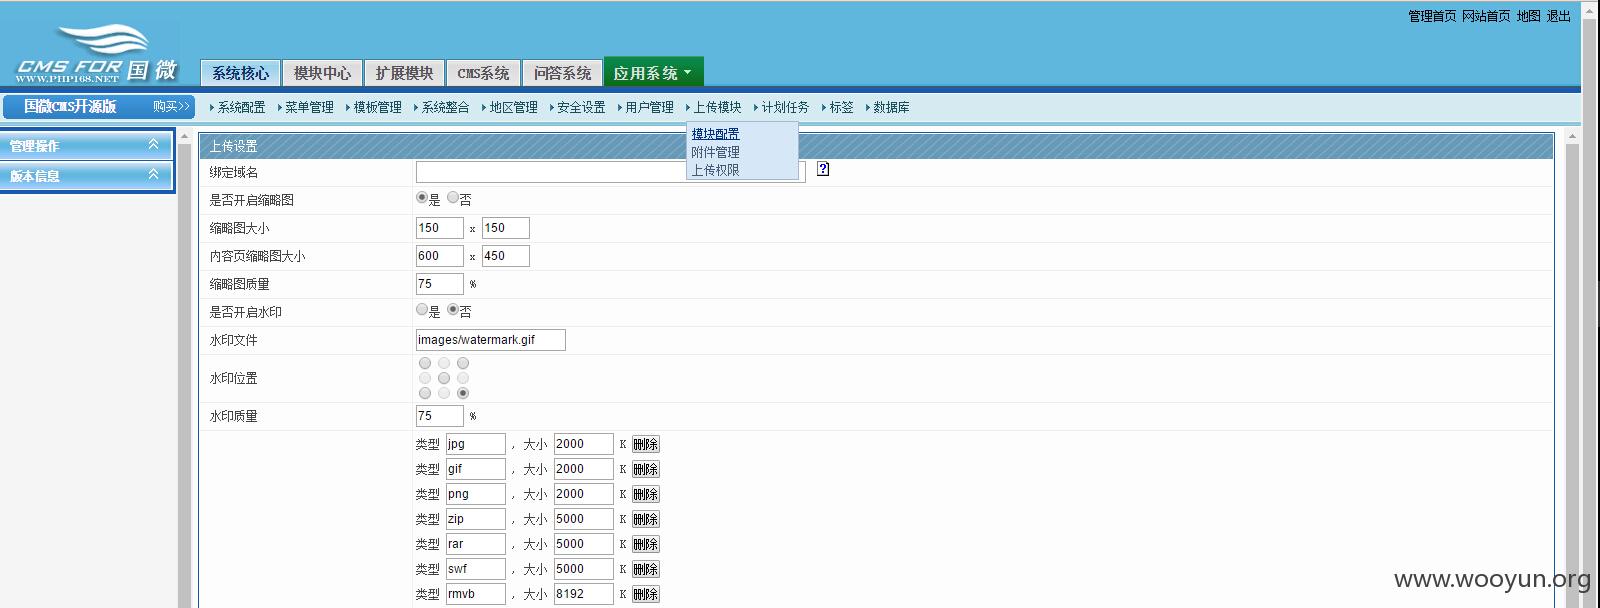 管理首页 网站首页 地图 退出
CMS FOR 国微
WWW.PHP168.NET
系统核心 模块中心 扩展模块 CMS系统 问答系统 应用系统
国微CMS开源版 购买>>
系统配置 菜单管理 模板管理 系统整合 地区管理 安全设置 用户管理 上传模块 计划任务 标签 数据库
模块配置
附件管理
上传权限
管理操作
版本信息
上传设置
绑定域名 ?
是否开启缩略图 是 否
缩略图大小 150 x 150
内容页缩略图大小 600 x 450
缩略图质量 75 %
是否开启水印 是 否
水印文件 images/watermark.gif
水印位置
水印质量 75 %
类型 jpg , 大小 2000 K 删除
类型 gif , 大小 2000 K 删除
类型 png , 大小 2000 K 删除
类型 zip , 大小 5000 K 删除
类型 rar , 大小 5000 K 删除
类型 swf , 大小 5000 K 删除
类型 rmvb , 大小 8192 K 删除
www.wooyun.org